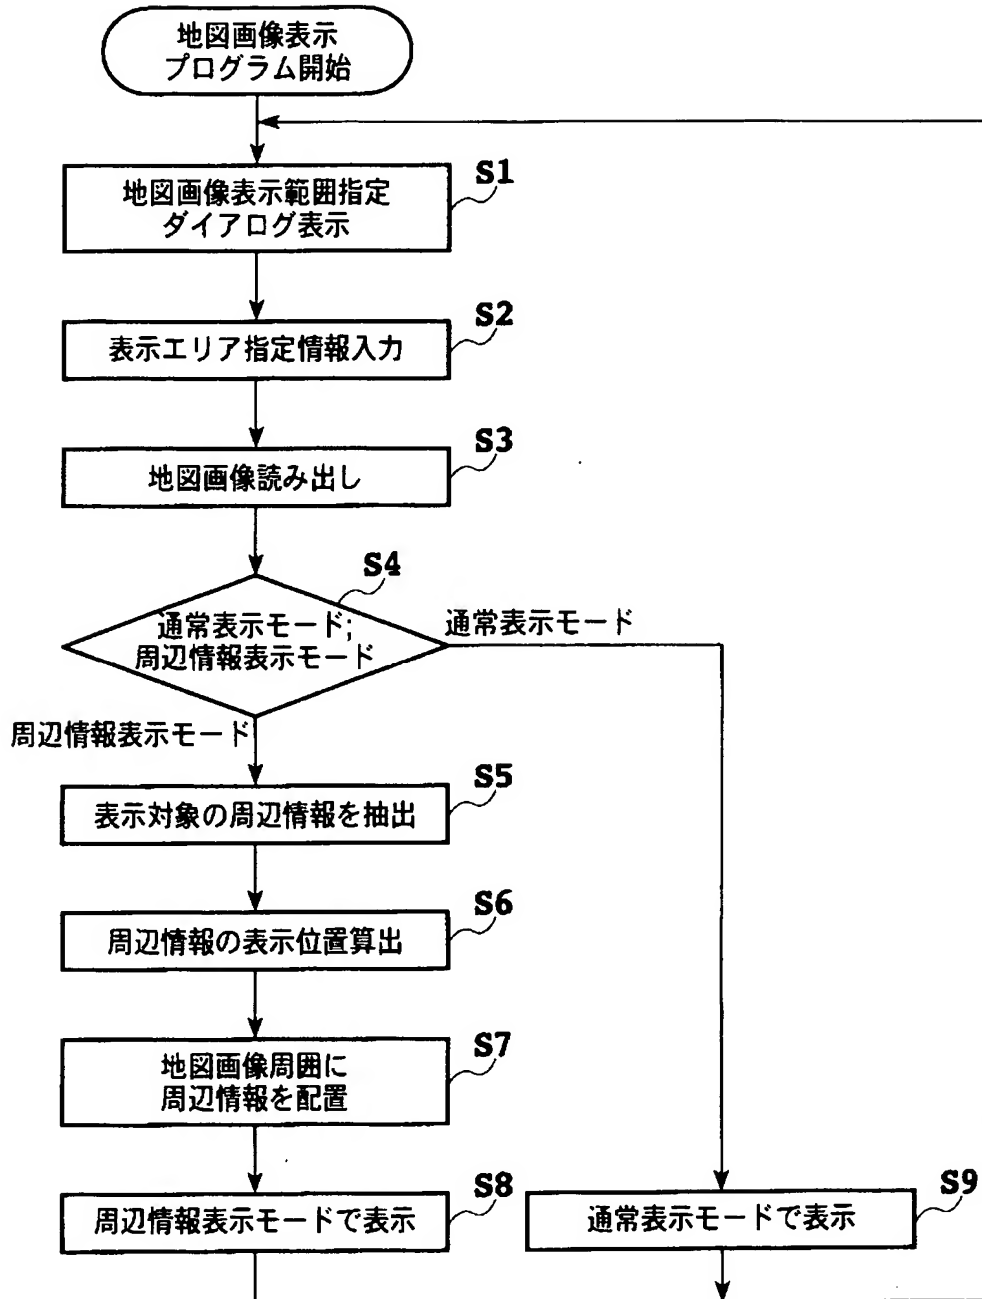 地図画像表示
プログラム開始
S1
地図画像表示範囲指定
ダイアログ表示
S2
表示エリア指定情報入力
S3
地図画像読み出し
S4
通常表示モード;
周辺情報表示モード
通常表示モード
周辺情報表示モード
S5
表示対象の周辺情報を抽出
S6
周辺情報の表示位置算出
S7
地図画像周囲に
周辺情報を配置
S8
周辺情報表示モードで表示
S9
通常表示モードで表示